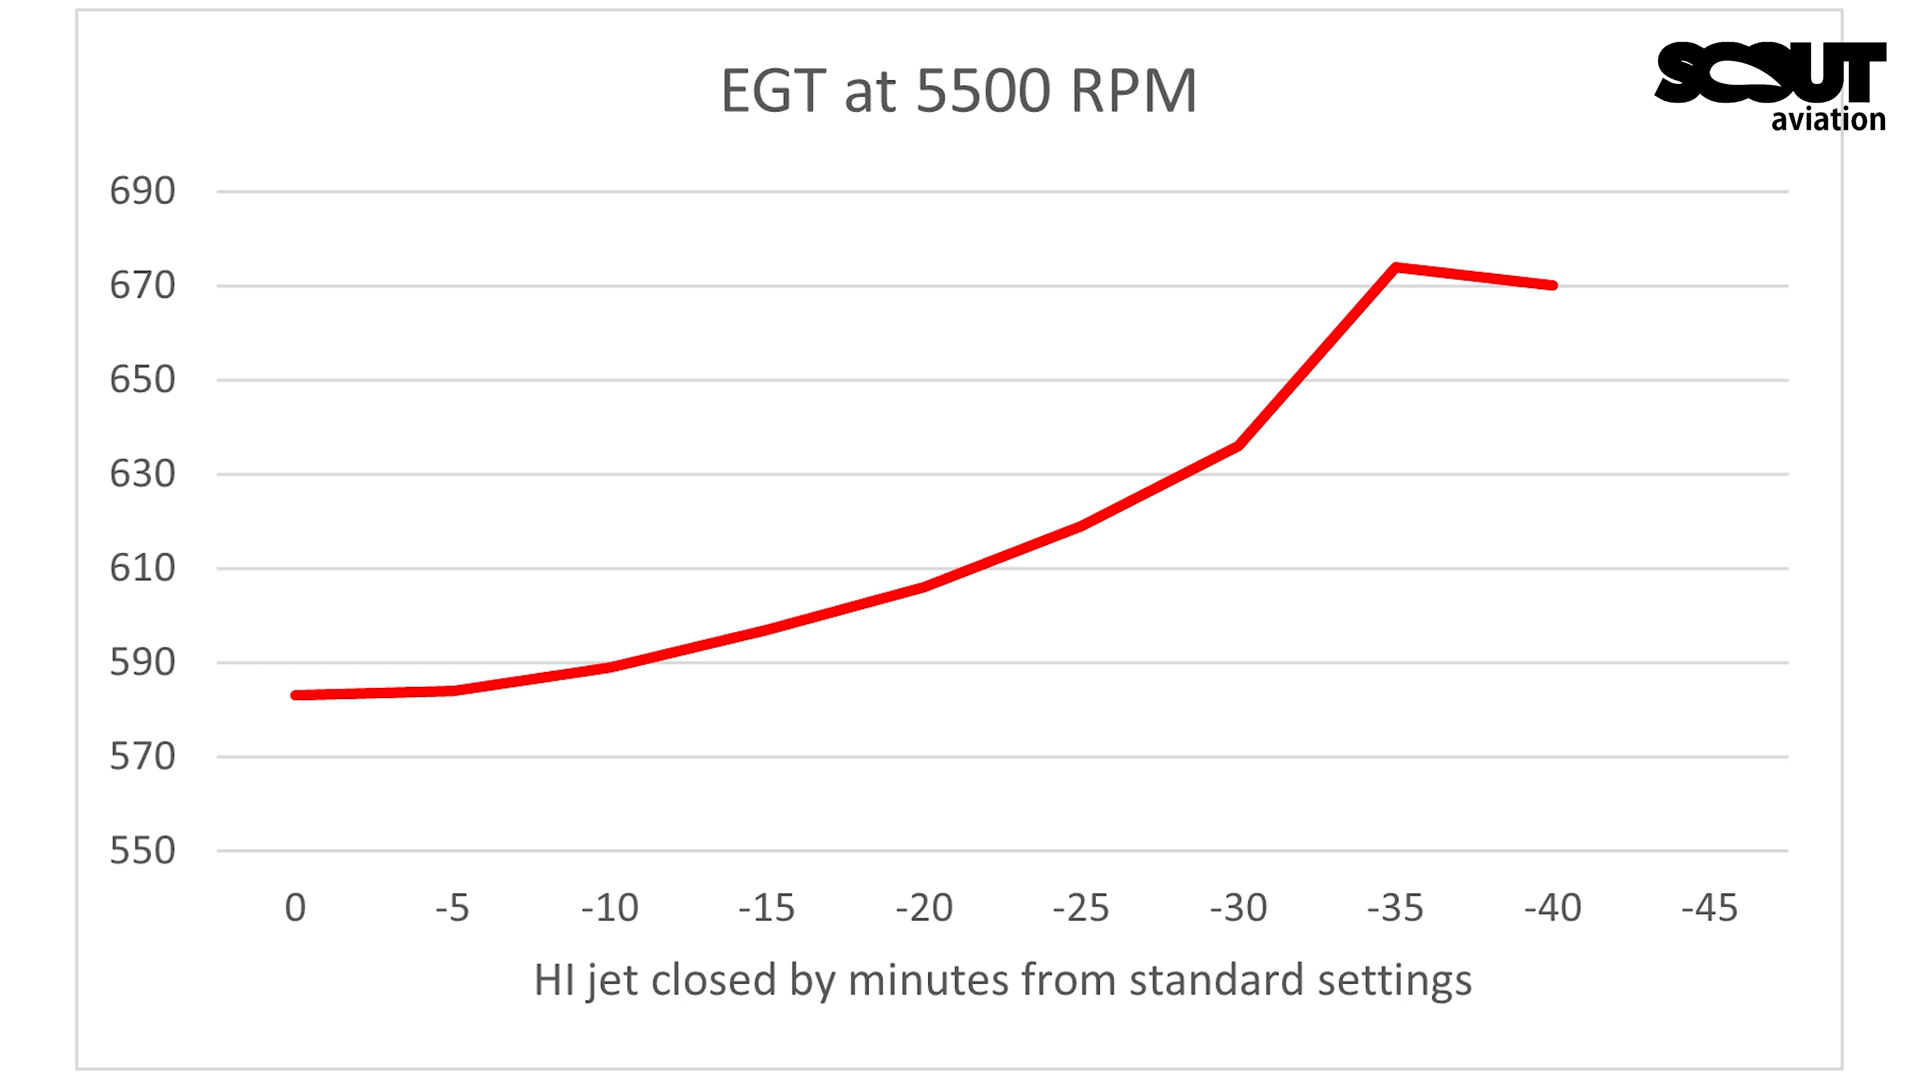 EGT at 5500 RPM
SCOUT
aviation
690
670
650
630
610
590
570
550
0 -5 -10 -15 -20 -25 -30 -35 -40 -45
HI jet closed by minutes from standard settings